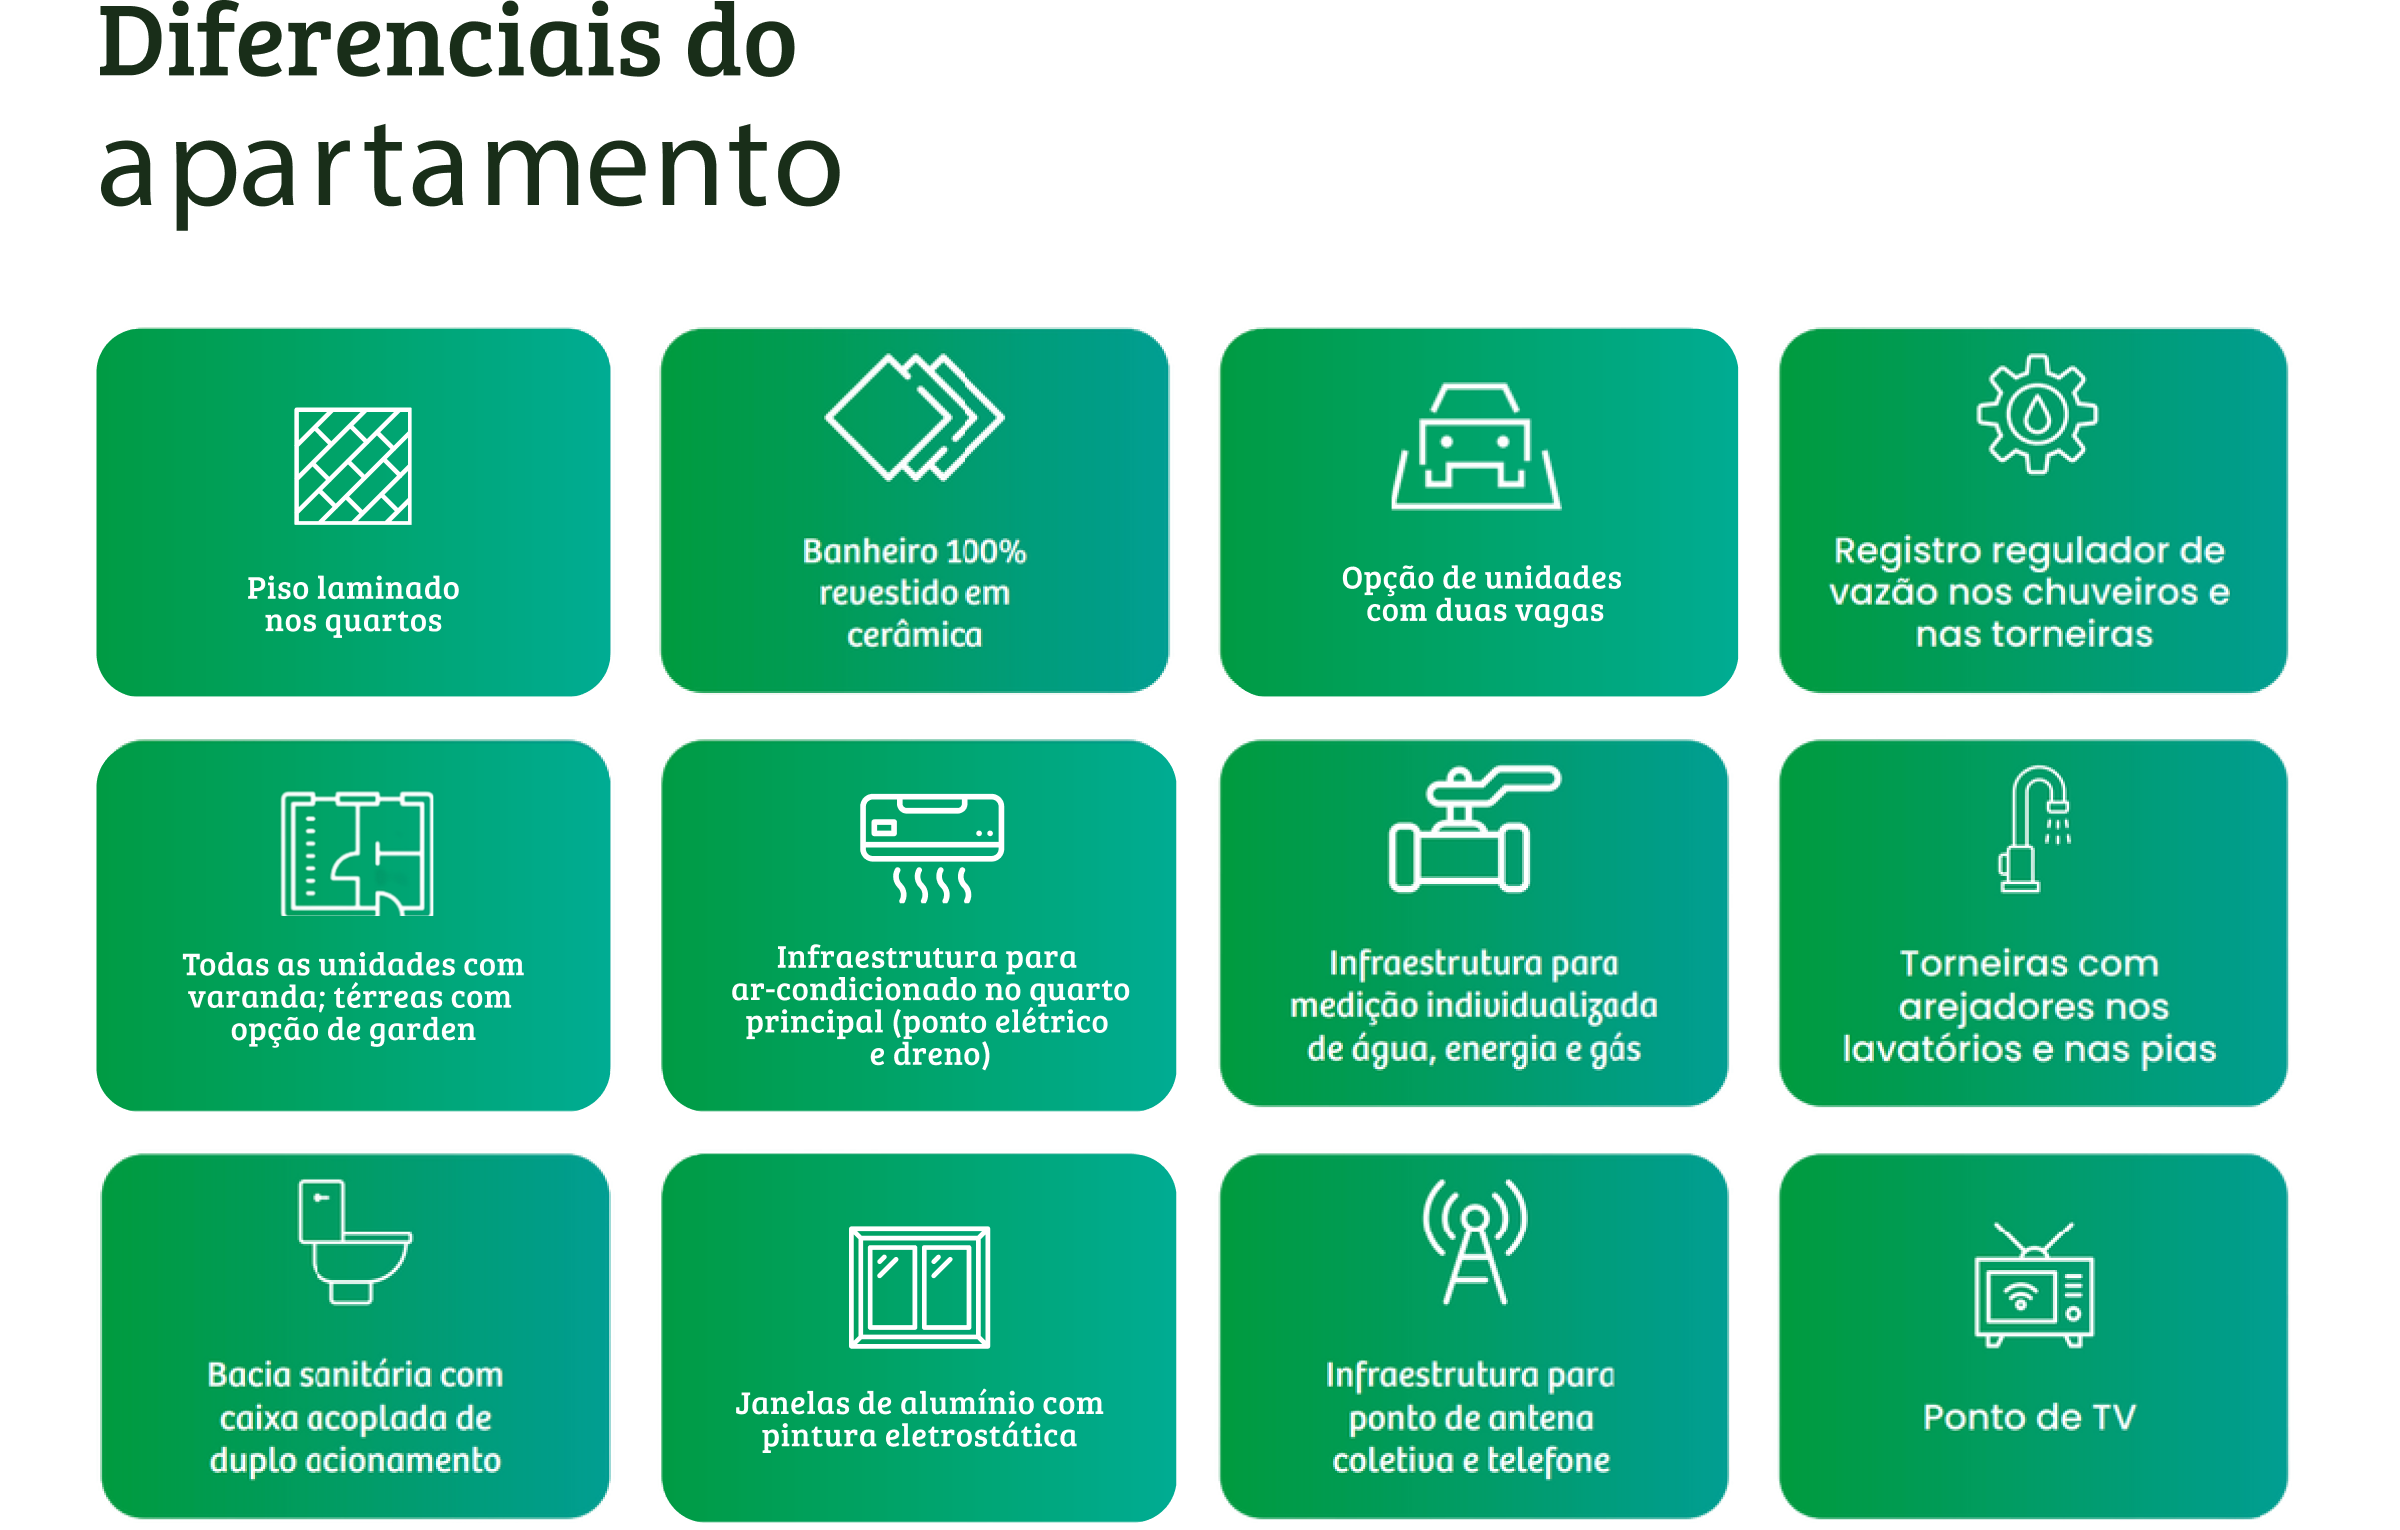 Diferenciais do
apartamento
Piso laminado
nos quartos
Banheiro 100%
revestido em
cerâmica
Opção de unidades
com duas vagas
Registro regulador de
vazão nos chuveiros e
nas torneiras
Todas as unidades com
varanda; térreas com
opção de garden
Infraestrutura para
ar-condicionado no quarto
principal (ponto elétrico
e dreno)
Infraestrutura para
medição individualizada
de água, energia e gás
Torneiras com
arejadores nos
lavatórios e nas pias
Bacia sanitária com
caixa acoplada de
duplo acionamento
Janelas de alumínio com
pintura eletrostática
Infraestrutura para
ponto de antena
coletiva e telefone
Ponto de TV